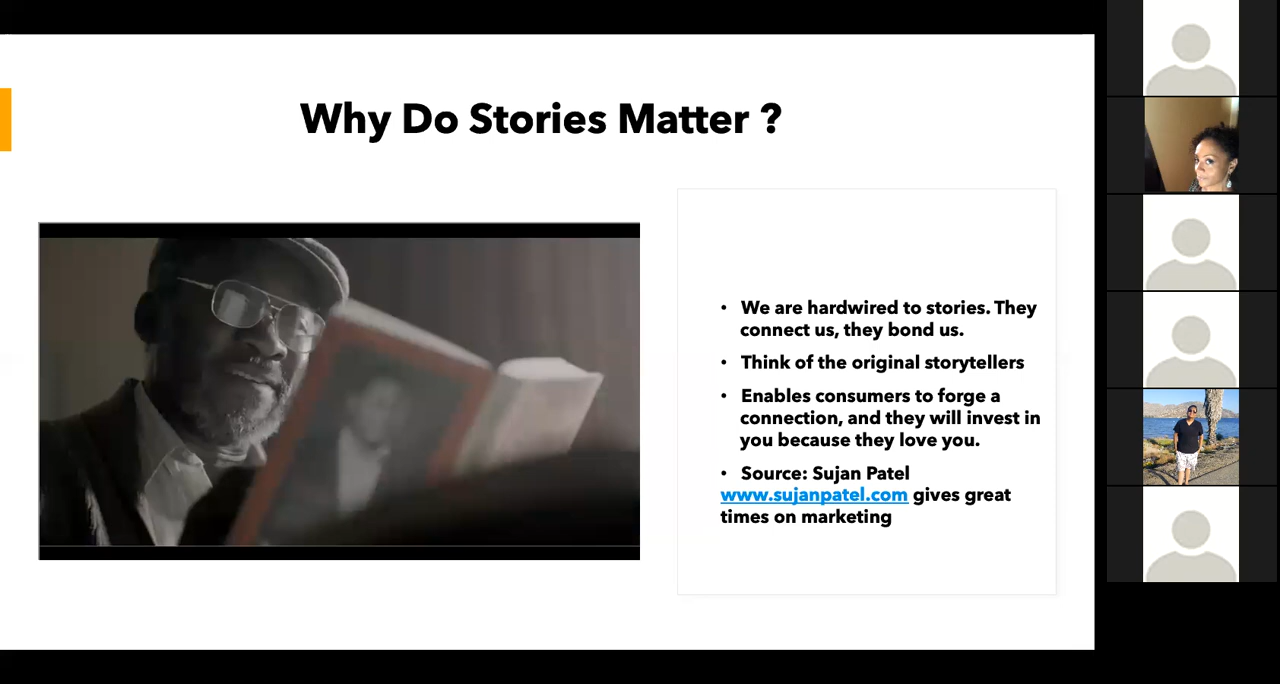 Why Do Stories Matter ?
• We are hardwired to stories. They
connect us, they bond us.
• Think of the original storytellers
• Enables consumers to forge a
connection, and they will invest in
you because they love you.
• Source: Sujan Patel
www.sujanpatel.com gives great
times on marketing